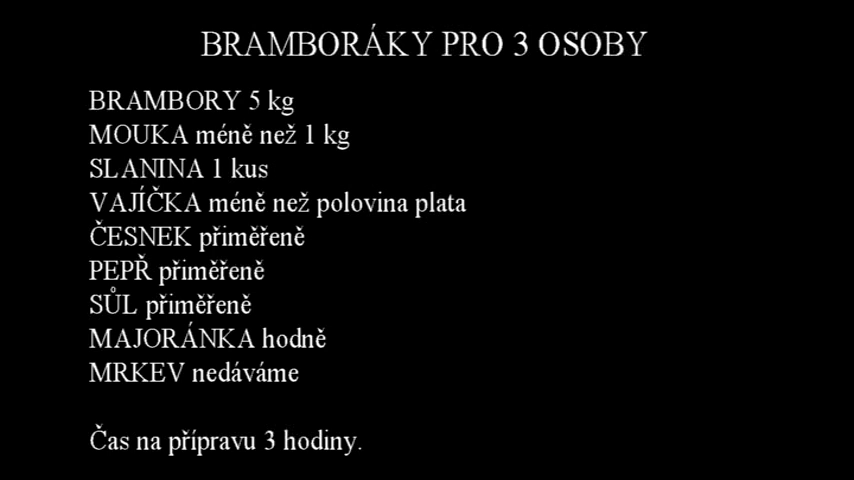 BRAMBORÁKY PRO 3 OSOBY
BRAMBORY 5 kg
MOUKA méně než 1 kg
SLANINA 1 kus
VAJÍČKA méně než polovina plata
ČESNEK přiměřeně
PEPŘ přiměřeně
SŮL přiměřeně
MAJORÁNKA hodně
MRKEV nedáváme
Čas na přípravu 3 hodiny.